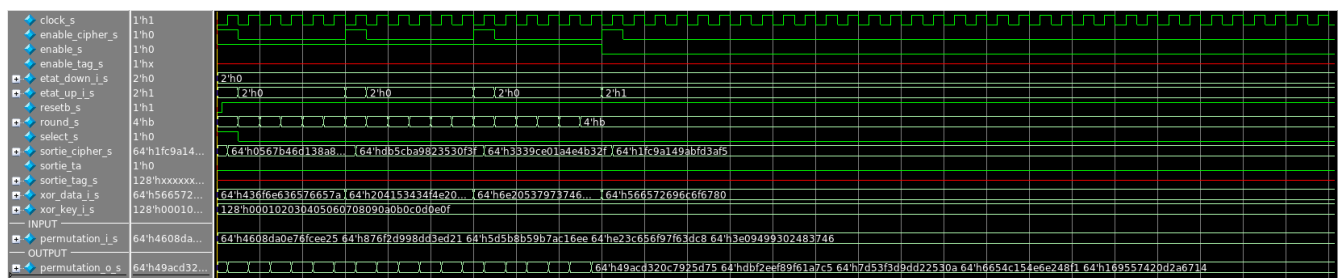 clock_s 1'h1
enable_cipher_s 1'h0
enable_s 1'h0
enable_tag_s 1'hx
etat_down_i_s 2'h0 2'h0
etat_up_i_s 2'h1 2'h0 2'h0 2'h0 2'h1
resetb_s 1'h1
round_s 4'hb 4'hb
select_s 1'h0
sortie_cipher_s 64'h1fc9a14... 64'h0567b46d138a8... 64'hdb5cba9823530f3f 64'h3339ce01a4e4b32f 64'h1fc9a149abfd3af5
sortie_ta 1'h0
sortie_tag_s 128'hxxxxxx...
xor_data_i_s 64'h566572... 64'h436f6e636576657a 64'h204153434f4e20... 64'h6e20537973746... 64'h566572696c6f6780
xor_key_i_s 128'h00010... 128'h000102030405060708090a0b0c0d0e0f
INPUT
permutation_i_s 64'h4608da... 64'h4608da0e76fcee25 64'h876f2d998dd3ed21 64'h5d5b8b59b7ac16ee 64'he23c656f97f63dc8 64'h3e09499302483746
OUTPUT
permutation_o_s 64'h49acd32... 64'h49acd320c7925d75 64'hdbf2eef89f61a7c5 64'h7d53f3d9dd22530a 64'h6654c154e6e248f1 64'h169557420d2a6714